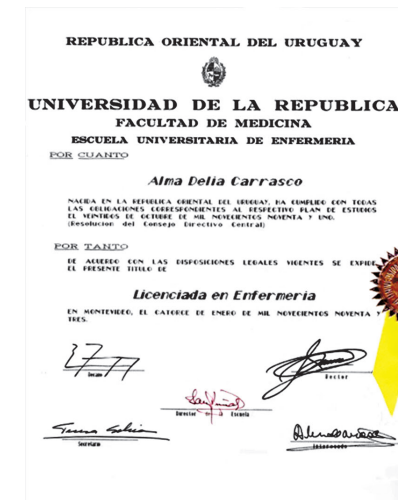 REPUBLICA ORIENTAL DEL URUGUAY
UNIVERSIDAD DE LA REPUBLICA
FACULTAD DE MEDICINA
ESCUELA UNIVERSITARIA DE ENFERMERIA
POR CUANTO
Alma Delia Carrasco
NACIDA EN LA REPUBLICA ORIENTAL DEL URUGUAY, HA CUMPLIDO CON TODAS
LAS OBLIGACIONES CORRESPONDIENTES AL RESPECTIVO PLAN DE ESTUDIOS
EL VEINTIDOS DE OCTUBRE DE MIL NOVECIENTOS NOVENTA Y UNO.
(Resolucion del Consejo Directivo Central)
POR TANTO
DE ACUERDO CON LAS DISPOSICIONES LEGALES VIGENTES SE EXPIDE
EL PRESENTE TITULO DE
Licenciada en Enfermeria
EN MONTEVIDEO, EL CATORCE DE ENERO DE MIL NOVECIENTOS NOVENTA Y
TRES.
Decano
Rector
Director Escuela
Secretario
Interesado